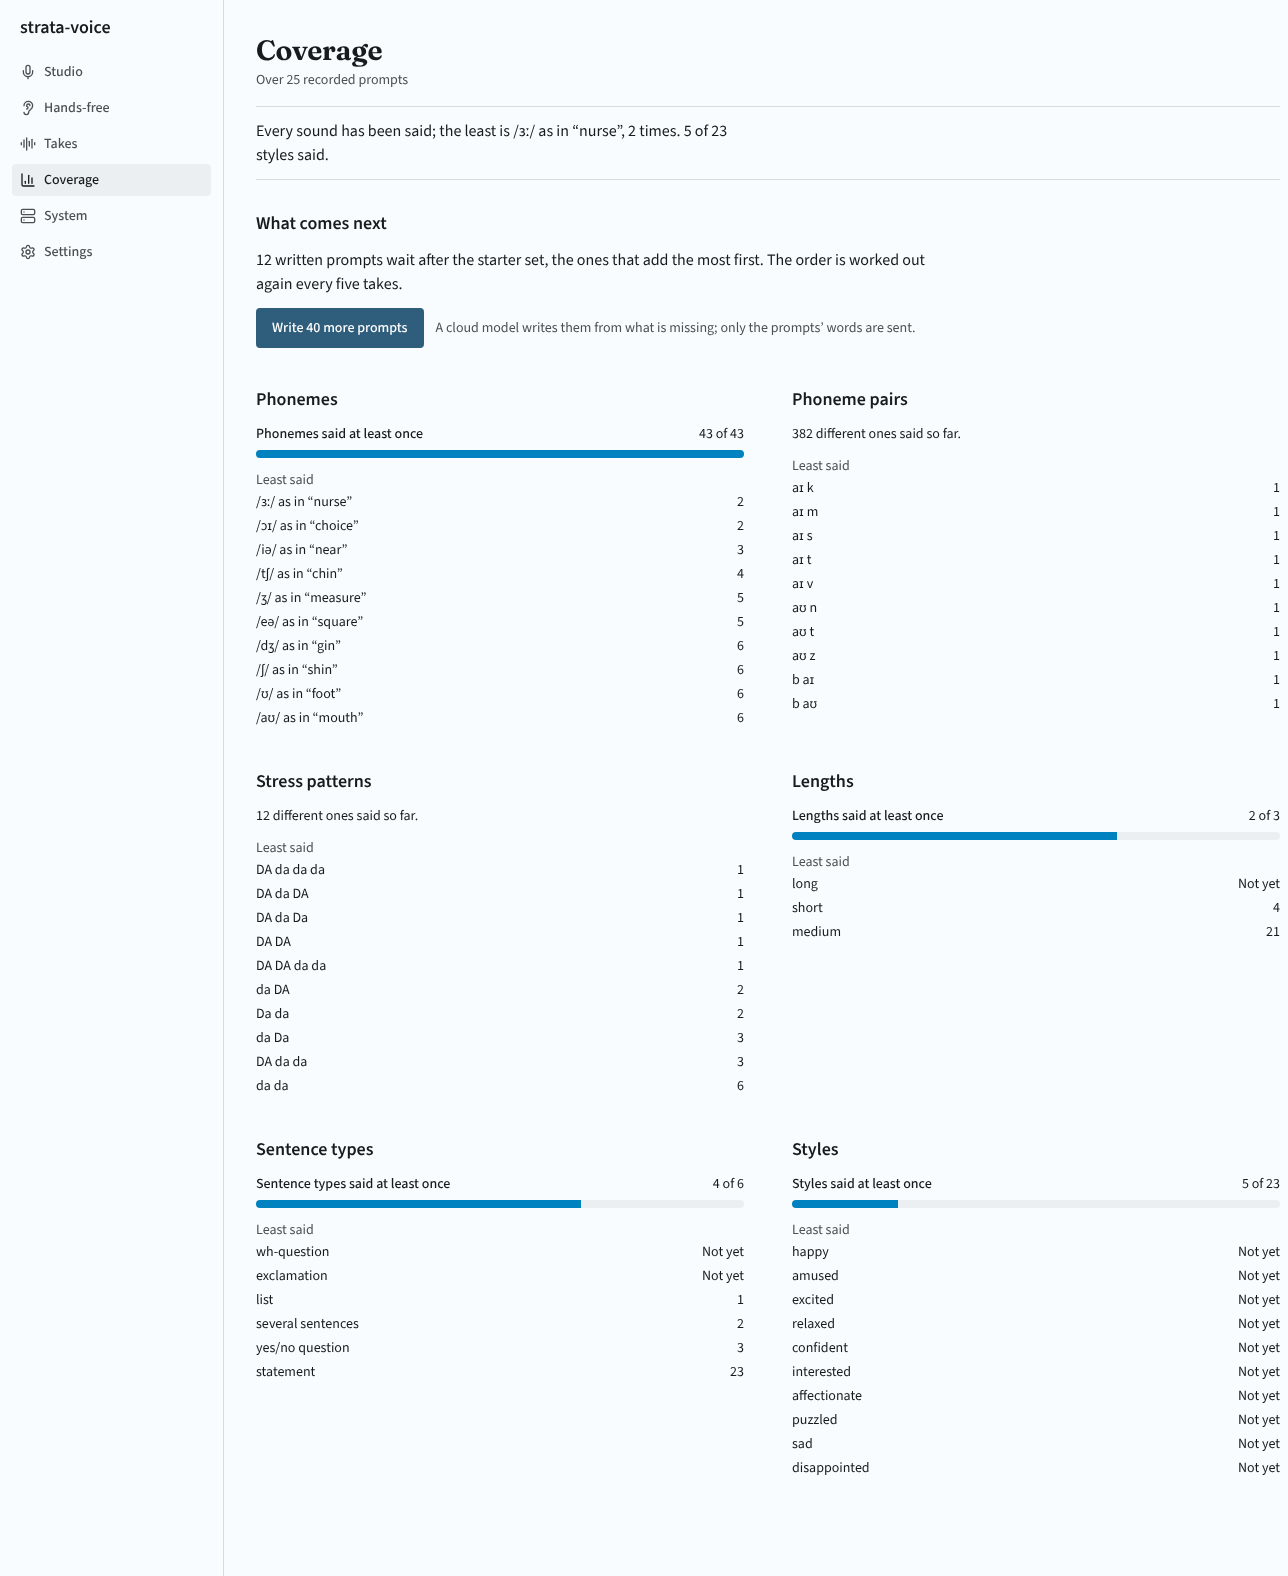 strata-voice
Studio
Hands-free
Takes
Coverage
System
Settings
Coverage
Over 25 recorded prompts
Every sound has been said; the least is /ɜː/ as in “nurse”, 2 times. 5 of 23
styles said.
What comes next
12 written prompts wait after the starter set, the ones that add the most first. The order is worked out
again every five takes.
Write 40 more prompts
A cloud model writes them from what is missing; only the prompts’ words are sent.
Phonemes
Phonemes said at least once 43 of 43
Least said
/ɜː/ as in “nurse” 2
/ɔɪ/ as in “choice” 2
/iə/ as in “near” 3
/tʃ/ as in “chin” 4
/ʒ/ as in “measure” 5
/eə/ as in “square” 5
/dʒ/ as in “gin” 6
/ʃ/ as in “shin” 6
/ʊ/ as in “foot” 6
/aʊ/ as in “mouth” 6
Phoneme pairs
382 different ones said so far.
Least said
aɪ k 1
aɪ m 1
aɪ s 1
aɪ t 1
aɪ v 1
aʊ n 1
aʊ t 1
aʊ z 1
b aɪ 1
b aʊ 1
Stress patterns
12 different ones said so far.
Least said
DA da da da 1
DA da DA 1
DA da Da 1
DA DA 1
DA DA da da 1
da DA 2
Da da 2
da Da 3
DA da da 3
da da 6
Lengths
Lengths said at least once 2 of 3
Least said
long Not yet
short 4
medium 21
Sentence types
Sentence types said at least once 4 of 6
Least said
wh-question Not yet
exclamation Not yet
list 1
several sentences 2
yes/no question 3
statement 23
Styles
Styles said at least once 5 of 23
Least said
happy Not yet
amused Not yet
excited Not yet
relaxed Not yet
confident Not yet
interested Not yet
affectionate Not yet
puzzled Not yet
sad Not yet
disappointed Not yet